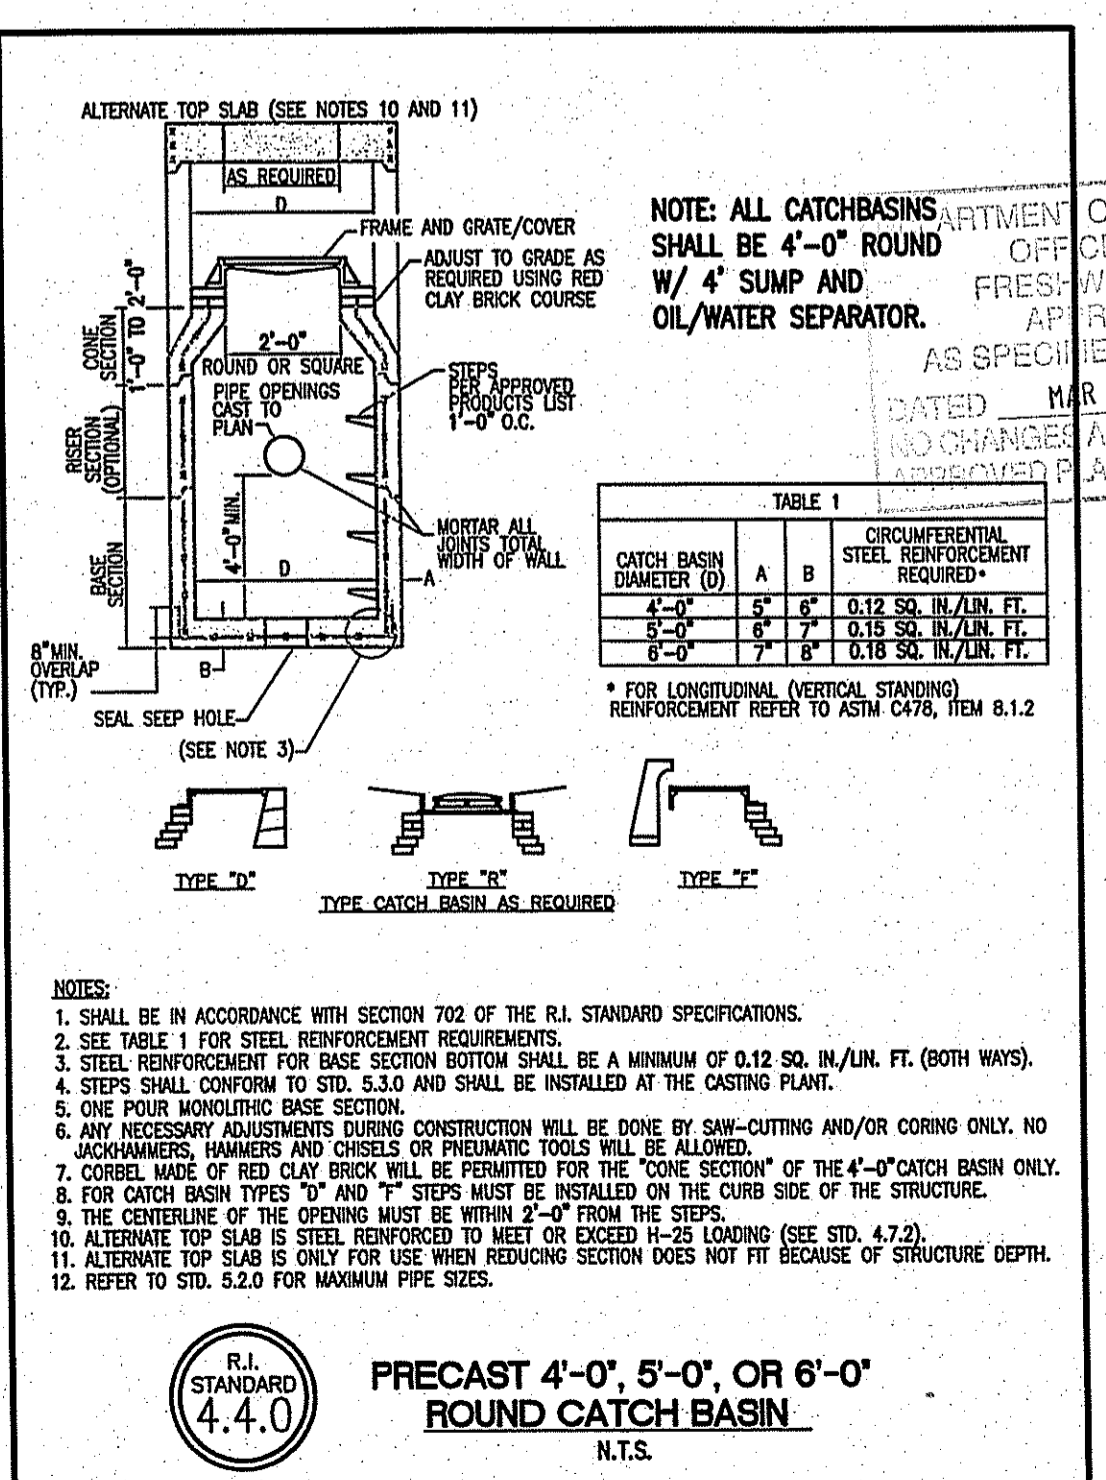 ALTERNATE TOP SLAB (SEE NOTES 10 AND 11)
AS REQUIRED
D
FRAME AND GRATE/COVER
ADJUST TO GRADE AS
REQUIRED USING RED
CLAY BRICK COURSE
CONE
SECTION
1'-0" TO 2'-0"
2'-0"
ROUND OR SQUARE
PIPE OPENINGS
CAST TO
PLAN
STEPS
PER APPROVED
PRODUCTS LIST
1'-0" O.C.
RISER
SECTION
(OPTIONAL)
4'-0" MIN.
MORTAR ALL
JOINTS TOTAL
WIDTH OF WALL
BASE
SECTION
D
A
8" MIN.
OVERLAP
(TYP.)
B
SEAL SEEP HOLE
(SEE NOTE 3)
NOTE: ALL CATCHBASINS
SHALL BE 4'-0" ROUND
W/ 4' SUMP AND
OIL/WATER SEPARATOR.
ARTMENT O
OFFIC
FRESHW
APPR
AS SPECIFIE
DATED MAR
NO CHANGES A
APPROVED PLA
TABLE 1
CATCH BASIN DIAMETER (D) A B CIRCUMFERENTIAL STEEL REINFORCEMENT REQUIRED*
4'-0" 5" 6" 0.12 SQ. IN./LIN. FT.
5'-0" 6" 7" 0.15 SQ. IN./LIN. FT.
6'-0" 7" 8" 0.18 SQ. IN./LIN. FT.
* FOR LONGITUDINAL (VERTICAL STANDING)
REINFORCEMENT REFER TO ASTM C478, ITEM 8.1.2
TYPE "D"
TYPE "R"
TYPE "F"
TYPE CATCH BASIN AS REQUIRED
NOTES:
1. SHALL BE IN ACCORDANCE WITH SECTION 702 OF THE R.I. STANDARD SPECIFICATIONS.
2. SEE TABLE 1 FOR STEEL REINFORCEMENT REQUIREMENTS.
3. STEEL REINFORCEMENT FOR BASE SECTION BOTTOM SHALL BE A MINIMUM OF 0.12 SQ. IN./LIN. FT. (BOTH WAYS).
4. STEPS SHALL CONFORM TO STD. 5.3.0 AND SHALL BE INSTALLED AT THE CASTING PLANT.
5. ONE POUR MONOLITHIC BASE SECTION.
6. ANY NECESSARY ADJUSTMENTS DURING CONSTRUCTION WILL BE DONE BY SAW-CUTTING AND/OR CORING ONLY. NO
JACKHAMMERS, HAMMERS AND CHISELS OR PNEUMATIC TOOLS WILL BE ALLOWED.
7. CORBEL MADE OF RED CLAY BRICK WILL BE PERMITTED FOR THE "CONE SECTION" OF THE 4'-0" CATCH BASIN ONLY.
8. FOR CATCH BASIN TYPES "D" AND "F" STEPS MUST BE INSTALLED ON THE CURB SIDE OF THE STRUCTURE.
9. THE CENTERLINE OF THE OPENING MUST BE WITHIN 2'-0" FROM THE STEPS.
10. ALTERNATE TOP SLAB IS STEEL REINFORCED TO MEET OR EXCEED H-25 LOADING (SEE STD. 4.7.2).
11. ALTERNATE TOP SLAB IS ONLY FOR USE WHEN REDUCING SECTION DOES NOT FIT BECAUSE OF STRUCTURE DEPTH.
12. REFER TO STD. 5.2.0 FOR MAXIMUM PIPE SIZES.
R.I.
STANDARD
4.4.0
PRECAST 4'-0", 5'-0", OR 6'-0"
ROUND CATCH BASIN
N.T.S.